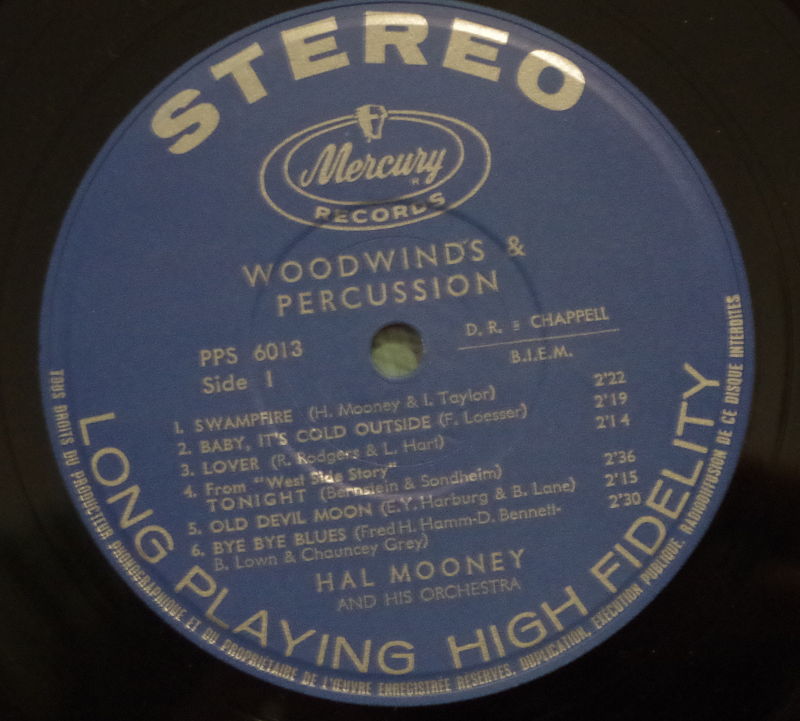 STEREO
Mercury
R
RECORDS
WOODWINDS &
PERCUSSION
PPS 6013
Side 1
D. R. CHAPPELL
B.I.E.M.
1. SWAMPFIRE (H. Mooney & I. Taylor) 2'22
2. BABY, IT'S COLD OUTSIDE (F. Loesser) 2'19
3. LOVER (R. Rodgers & L. Hart) 2'14
4. From "West Side Story"
TONIGHT (Bernstein & Sondheim) 2'36
5. OLD DEVIL MOON (E.Y. Harburg & B. Lane) 2'15
6. BYE BYE BLUES (Fred H. Hamm-D. Bennett- 2'30
B. Lown & Chauncey Grey)
HAL MOONEY
AND HIS ORCHESTRA
LONG PLAYING HIGH FIDELITY
TOUS DROITS DU PRODUCTEUR PHONOGRAPHIQUE ET DU PROPRIÉTAIRE DE L'ŒUVRE ENREGISTRÉE RÉSERVÉS, DUPLICATION, EXÉCUTION PUBLIQUE, RADIODIFFUSION DE CE DISQUE INTERDITES